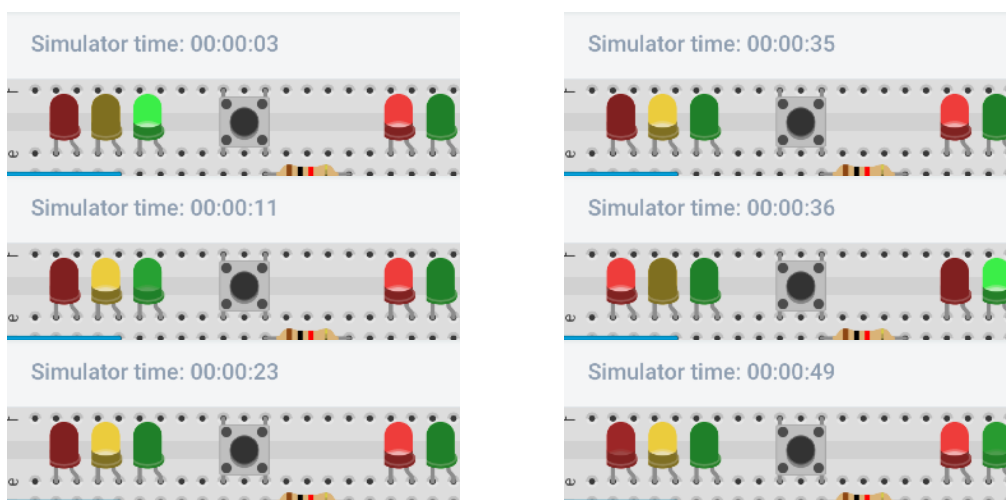 Simulator time: 00:00:03
r
e
Simulator time: 00:00:11
r
e
Simulator time: 00:00:23
r
e
Simulator time: 00:00:35
r
e
Simulator time: 00:00:36
r
e
Simulator time: 00:00:49
r
e